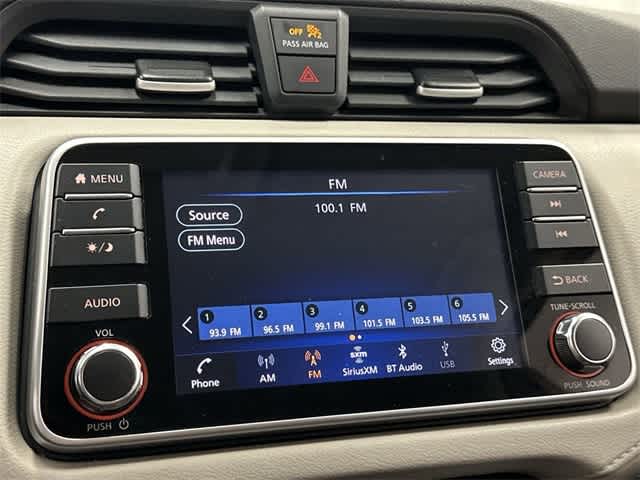 OFF 2
PASS AIR BAG
MENU
AUDIO
VOL
PUSH
FM
100.1 FM
Source
FM Menu
1 2 3 4 5 6
93.9 FM 96.5 FM 99.1 FM 101.5 FM 103.5 FM 105.5 FM
Phone AM FM sxm SiriusXM BT Audio USB Settings
CAMERA
BACK
TUNE·SCROLL
PUSH SOUND